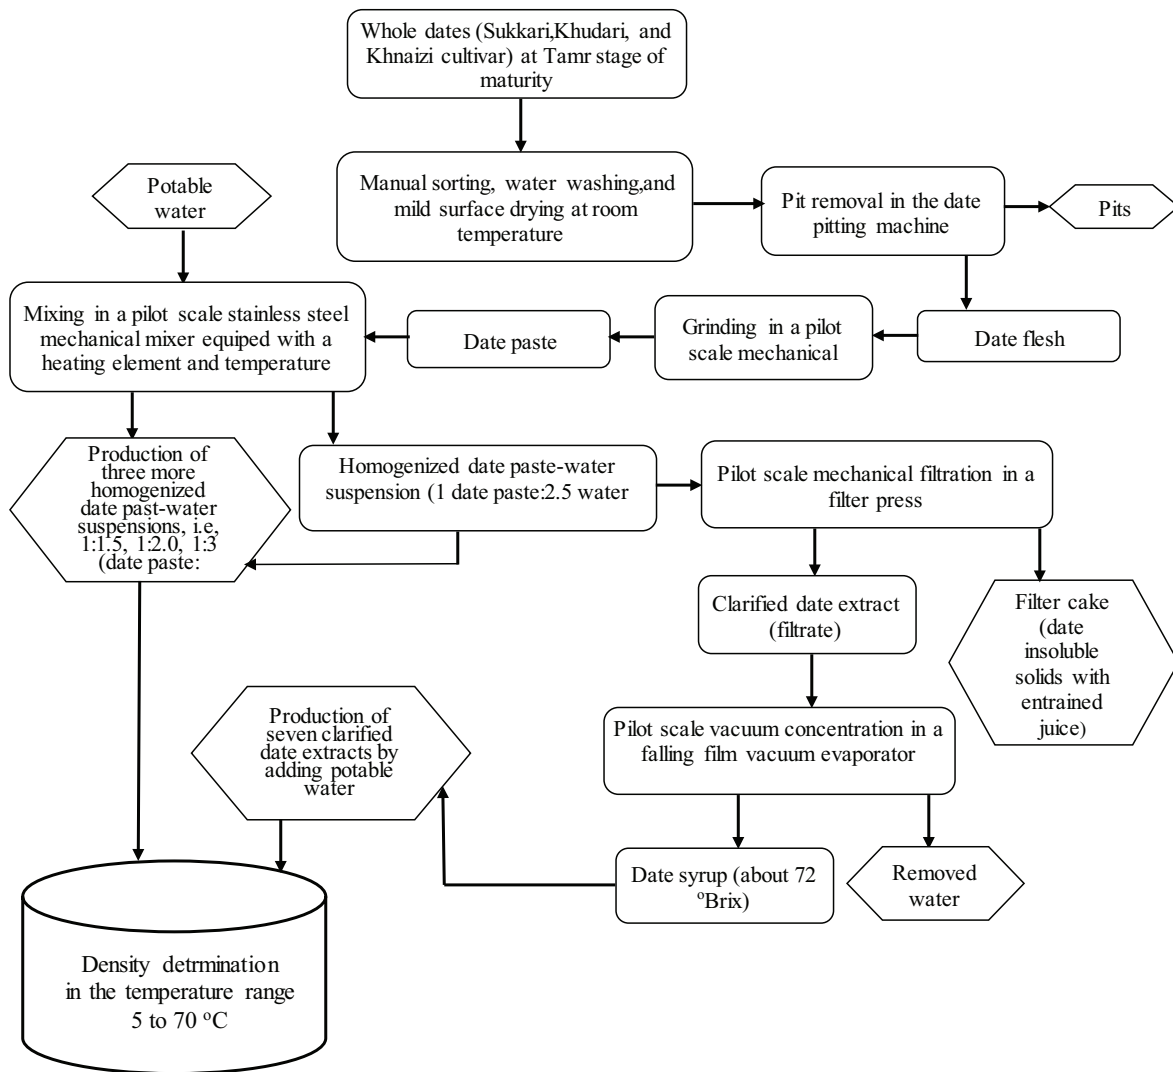 Whole dates (Sukkari,Khudari, and
Khnaizi cultivar) at Tamr stage of
maturity
Potable
water
Manual sorting, water washing,and
mild surface drying at room
temperature
Pit removal in the date
pitting machine
Pits
Mixing in a pilot scale stainless steel
mechanical mixer equiped with a
heating element and temperature
Date paste
Grinding in a pilot
scale mechanical
Date flesh
Production of
three more
homogenized
date past-water
suspensions, i.e,
1:1.5, 1:2.0, 1:3
(date paste:
Homogenized date paste-water
suspension (1 date paste:2.5 water
Pilot scale mechanical filtration in a
filter press
Clarified date extract
(filtrate)
Filter cake
(date
insoluble
solids with
entrained
juice)
Production of
seven clarified
date extracts by
adding potable
water
Pilot scale vacuum concentration in a
falling film vacuum evaporator
Date syrup (about 72
ºBrix)
Removed
water
Density detrmination
in the temperature range
5 to 70 ºC